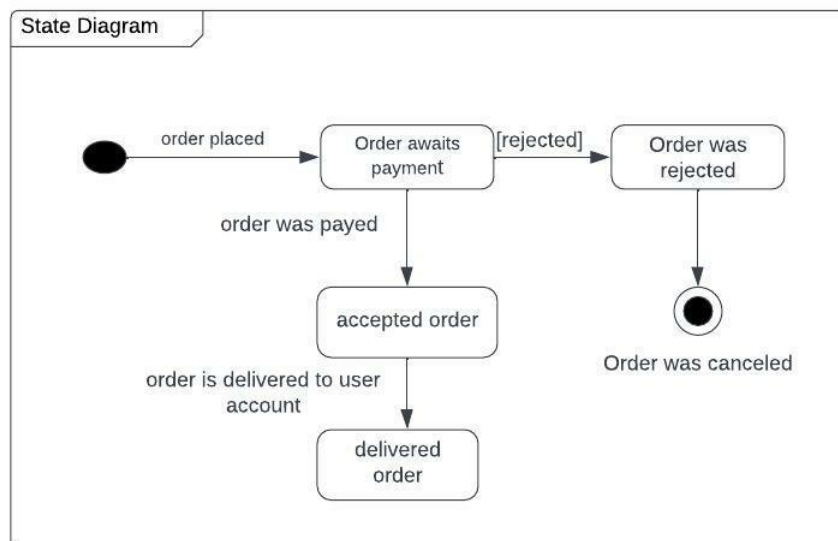 State Diagram
order placed
Order awaits
payment
[rejected]
Order was
rejected
order was payed
accepted order
Order was canceled
order is delivered to user
account
delivered
order